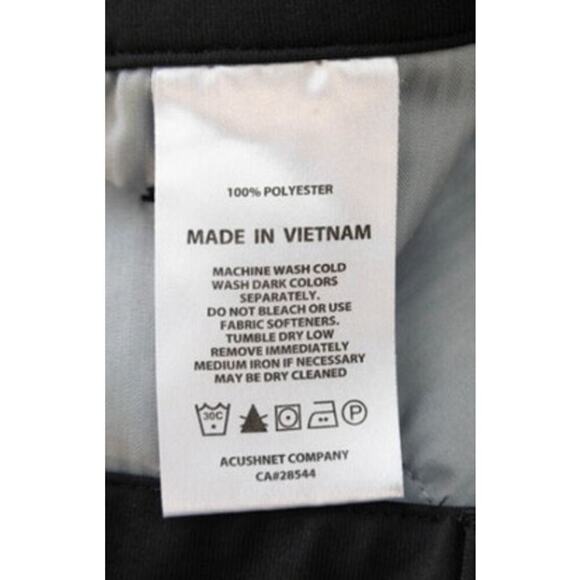 100% POLYESTER
MADE IN VIETNAM
MACHINE WASH COLD
WASH DARK COLORS
SEPARATELY.
DO NOT BLEACH OR USE
FABRIC SOFTENERS.
TUMBLE DRY LOW
REMOVE IMMEDIATELY
MEDIUM IRON IF NECESSARY
MAY BE DRY CLEANED
30C P
ACUSHNET COMPANY
CA#28544